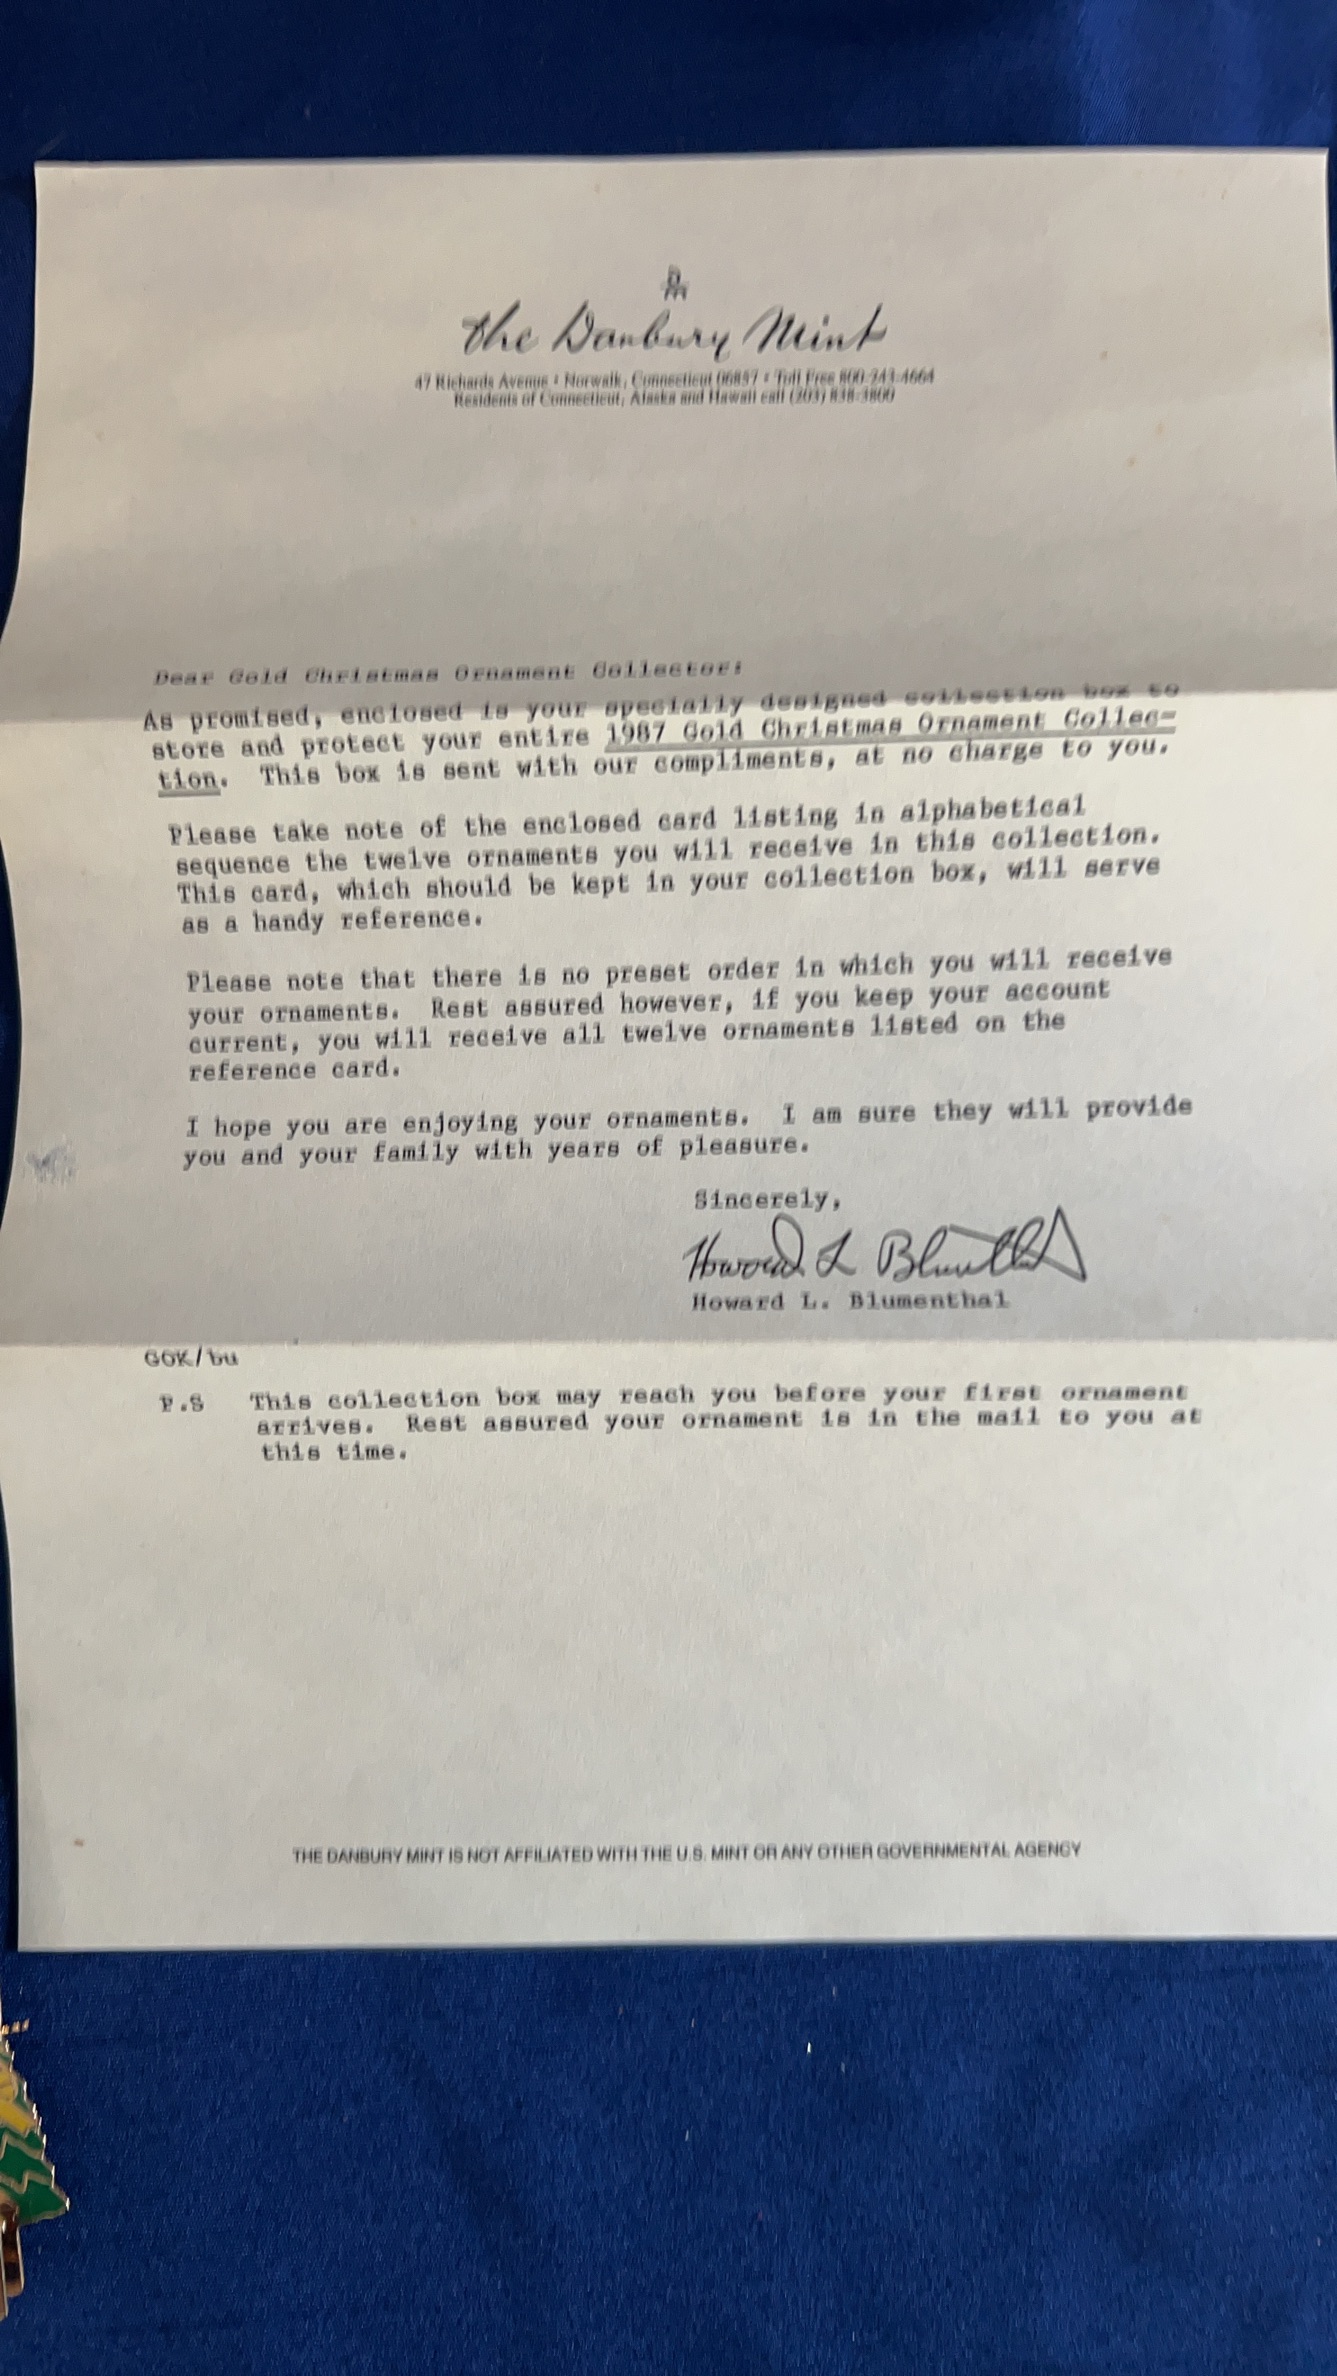 DM
the Danbury Mint
47 Richards Avenue • Norwalk, Connecticut 06857 • Toll Free 800-243-4664
Residents of Connecticut, Alaska and Hawaii call (203) 838-3800
Dear Gold Christmas Ornament Collector:
As promised, enclosed is your specially designed collection box to
store and protect your entire 1987 Gold Christmas Ornament Collec-
tion. This box is sent with our compliments, at no charge to you.
Please take note of the enclosed card listing in alphabetical
sequence the twelve ornaments you will receive in this collection.
This card, which should be kept in your collection box, will serve
as a handy reference.
Please note that there is no preset order in which you will receive
your ornaments. Rest assured however, if you keep your account
current, you will receive all twelve ornaments listed on the
reference card.
I hope you are enjoying your ornaments. I am sure they will provide
you and your family with years of pleasure.
Sincerely,
Howard L Blumenthal
Howard L. Blumenthal
GOK/bu
P.S This collection box may reach you before your first ornament
arrives. Rest assured your ornament is in the mail to you at
this time.
THE DANBURY MINT IS NOT AFFILIATED WITH THE U.S. MINT OR ANY OTHER GOVERNMENTAL AGENCY